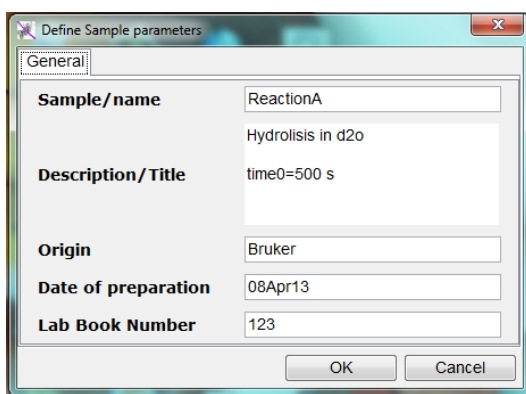 Define Sample parameters
General
Sample/name ReactionA
Description/Title Hydrolisis in d2o
time0=500 s
Origin Bruker
Date of preparation 08Apr13
Lab Book Number 123
OK Cancel